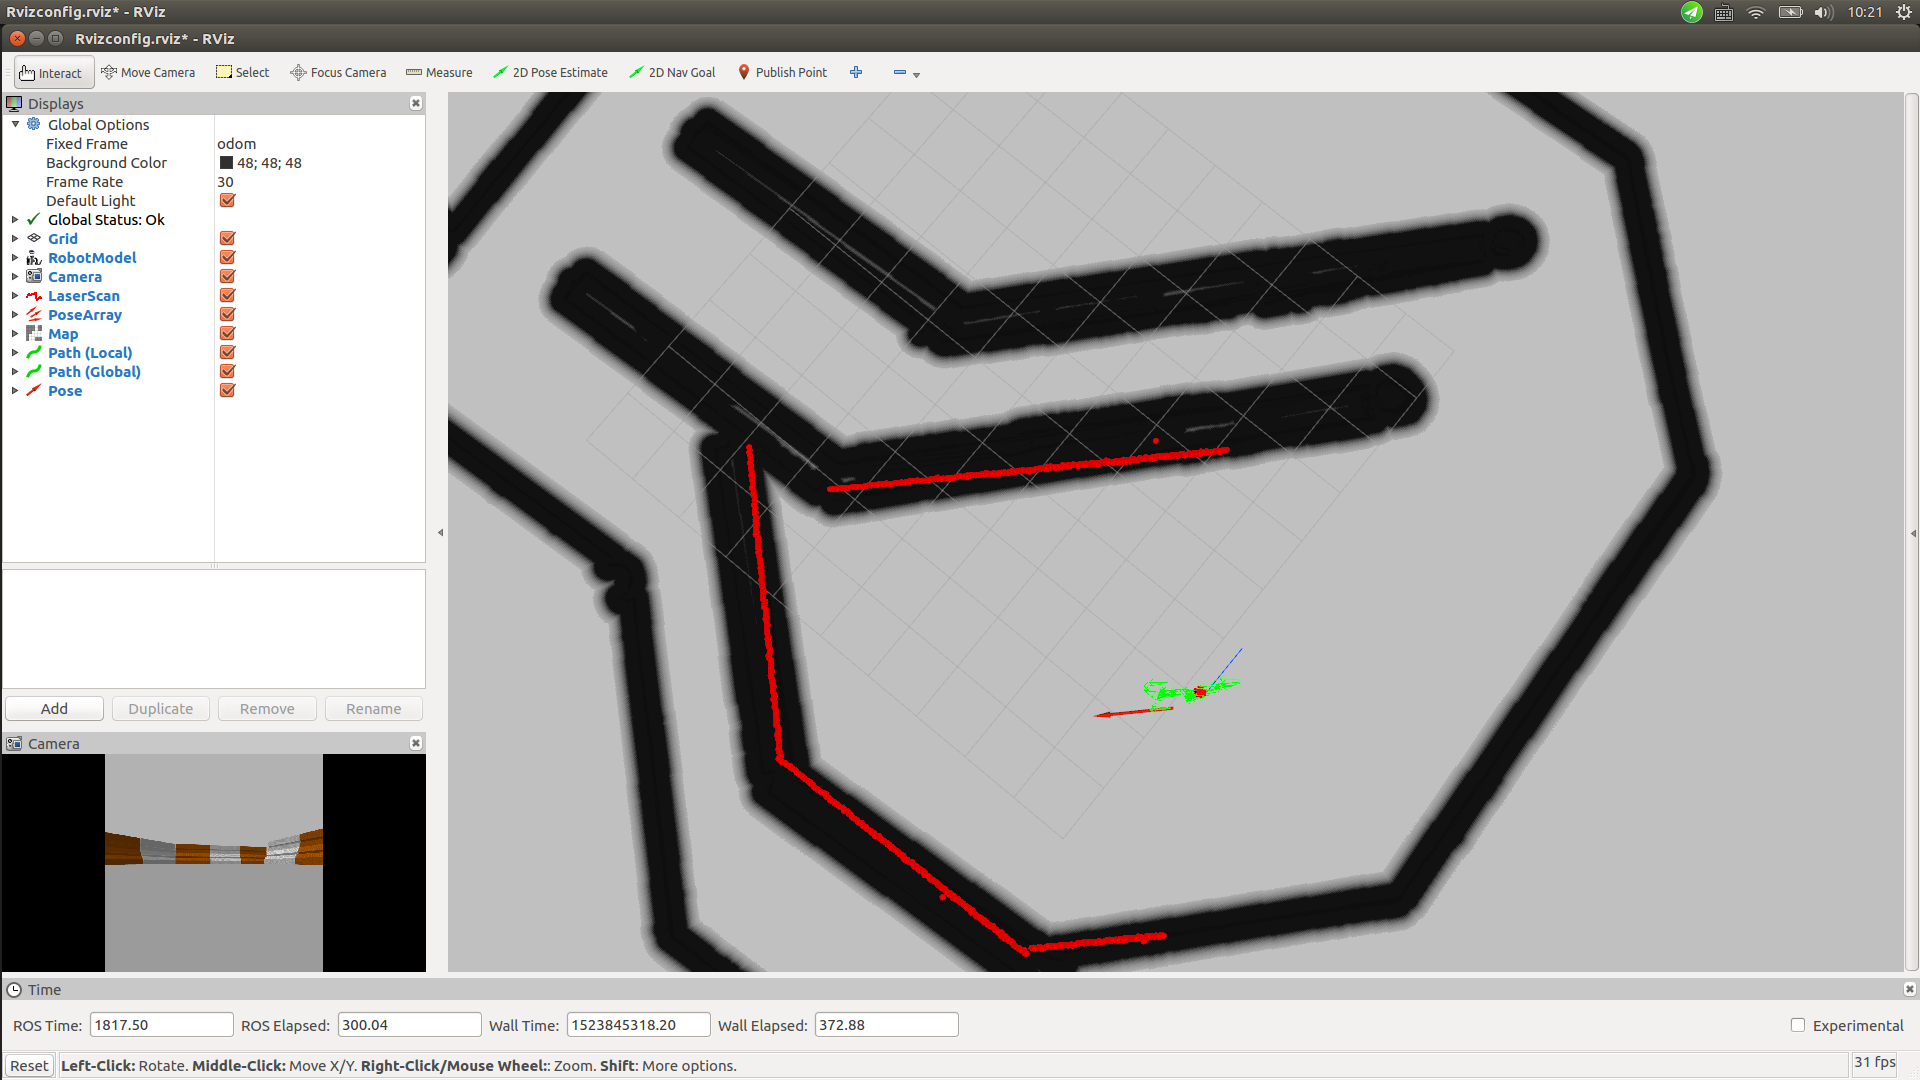 Rvizconfig.rviz* - RViz
10:21
Rvizconfig.rviz* - RViz
Interact Move Camera Select Focus Camera Measure 2D Pose Estimate 2D Nav Goal Publish Point
Displays
Global Options
Fixed Frame odom
Background Color 48; 48; 48
Frame Rate 30
Default Light
Global Status: Ok
Grid
RobotModel
Camera
LaserScan
PoseArray
Map
Path (Local)
Path (Global)
Pose
Add Duplicate Remove Rename
Camera
Time
ROS Time: 1817.50 ROS Elapsed: 300.04 Wall Time: 1523845318.20 Wall Elapsed: 372.88 Experimental
Reset Left-Click: Rotate. Middle-Click: Move X/Y. Right-Click/Mouse Wheel:: Zoom. Shift: More options. 31 fps